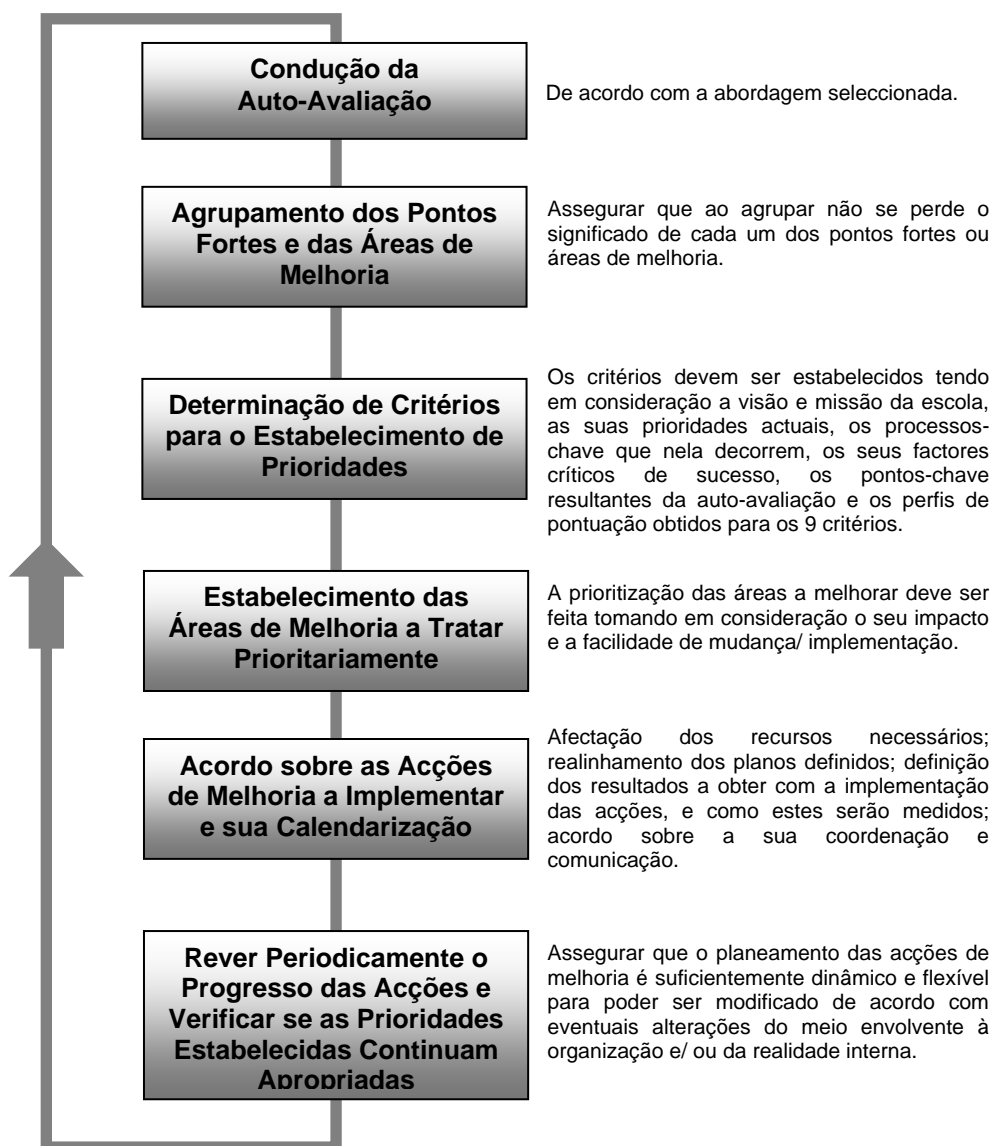 Condução da
Auto-Avaliação
De acordo com a abordagem seleccionada.
Agrupamento dos Pontos
Fortes e das Áreas de
Melhoria
Assegurar que ao agrupar não se perde o
significado de cada um dos pontos fortes ou
áreas de melhoria.
Determinação de Critérios
para o Estabelecimento de
Prioridades
Os critérios devem ser estabelecidos tendo
em consideração a visão e missão da escola,
as suas prioridades actuais, os processos-
chave que nela decorrem, os seus factores
críticos de sucesso, os pontos-chave
resultantes da auto-avaliação e os perfis de
pontuação obtidos para os 9 critérios.
Estabelecimento das
Áreas de Melhoria a Tratar
Prioritariamente
A prioritização das áreas a melhorar deve ser
feita tomando em consideração o seu impacto
e a facilidade de mudança/ implementação.
Acordo sobre as Acções
de Melhoria a Implementar
e sua Calendarização
Afectação dos recursos necessários;
realinhamento dos planos definidos; definição
dos resultados a obter com a implementação
das acções, e como estes serão medidos;
acordo sobre a sua coordenação e
comunicação.
Rever Periodicamente o
Progresso das Acções e
Verificar se as Prioridades
Estabelecidas Continuam
Apropriadas
Assegurar que o planeamento das acções de
melhoria é suficientemente dinâmico e flexível
para poder ser modificado de acordo com
eventuais alterações do meio envolvente à
organização e/ ou da realidade interna.